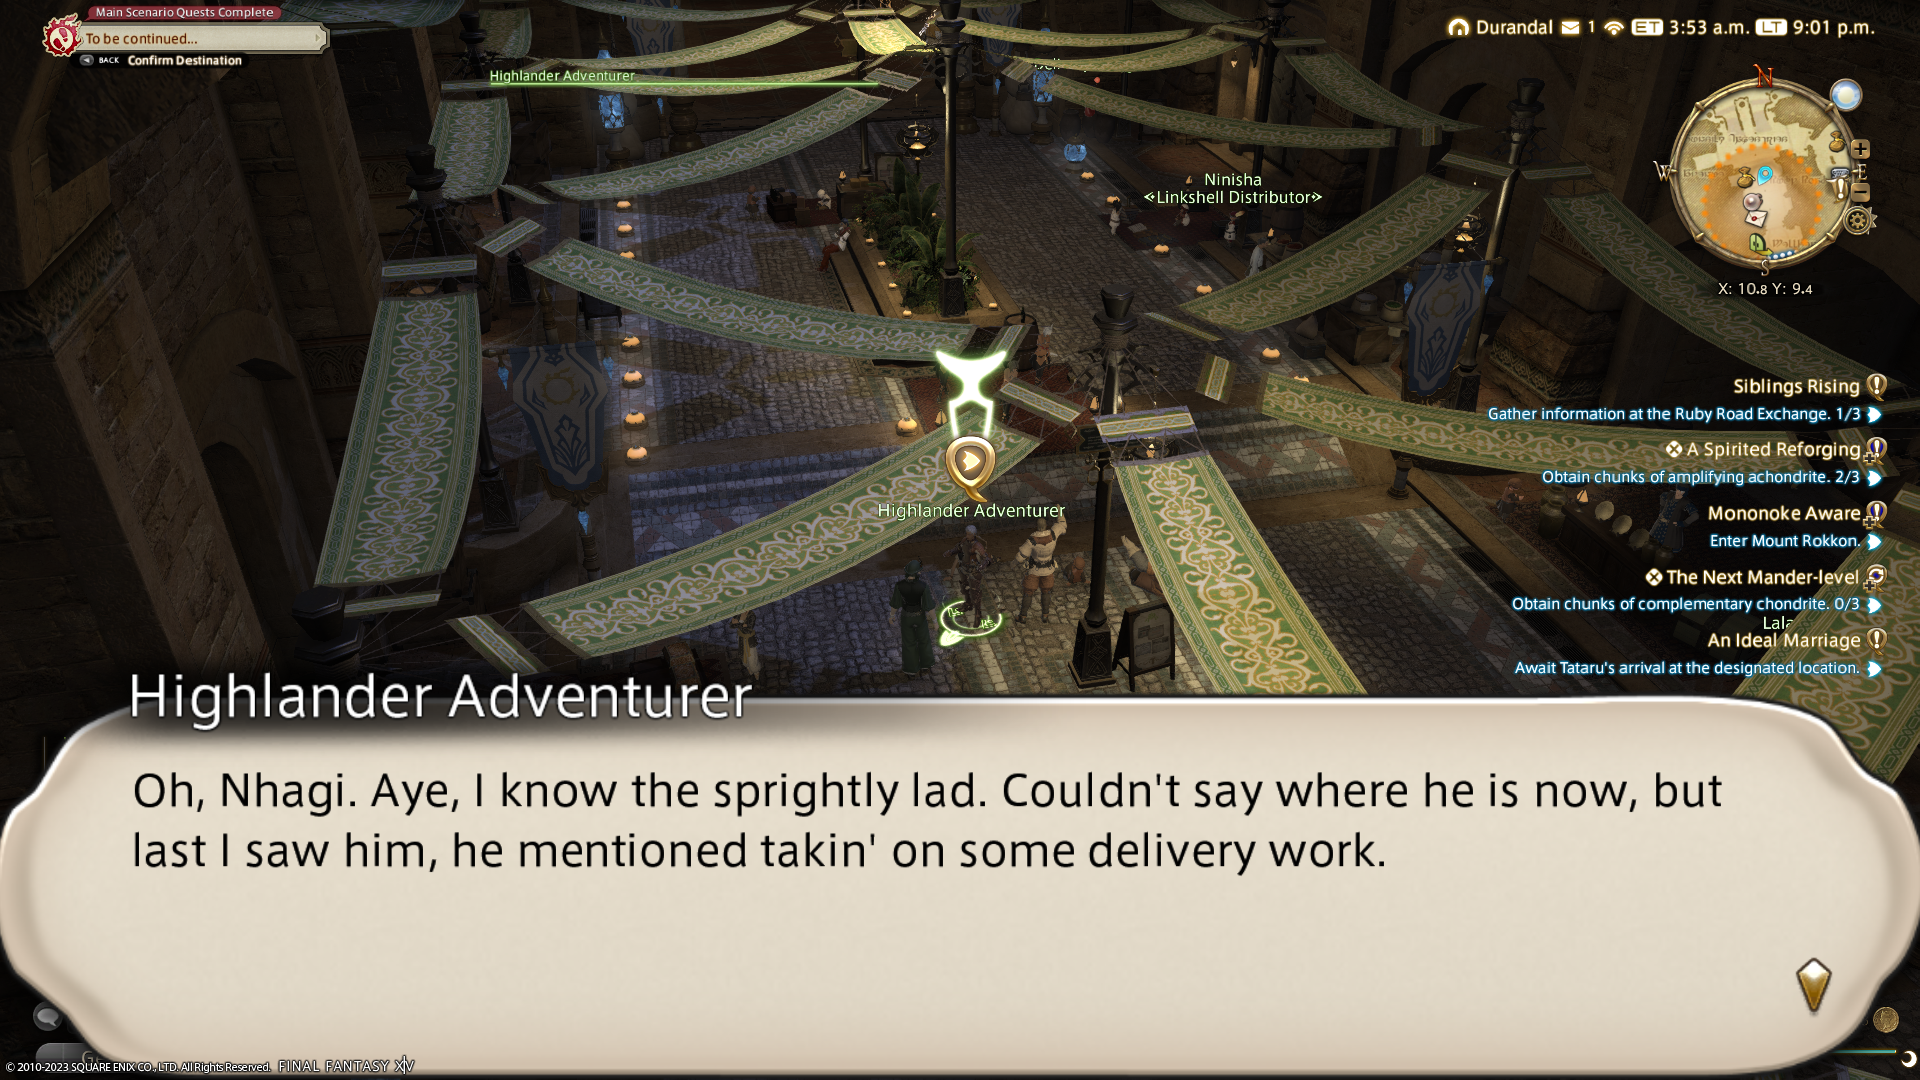 Main Scenario Quests Complete
To be continued...
BACK Confirm Destination
Durandal 1 ET 3:53 a.m. LT 9:01 p.m.
Highlander Adventurer
Ninisha
«Linkshell Distributor»
N
W
E
S
X: 10.8 Y: 9.4
Siblings Rising
Gather information at the Ruby Road Exchange. 1/3
A Spirited Reforging
Obtain chunks of amplifying achondrite. 2/3
Mononoke Aware
Enter Mount Rokkon.
The Next Mander-level
Obtain chunks of complementary chondrite. 0/3
Lala
An Ideal Marriage
Await Tataru's arrival at the designated location.
Highlander Adventurer
Highlander Adventurer
Oh, Nhagi. Aye, I know the sprightly lad. Couldn't say where he is now, but
last I saw him, he mentioned takin' on some delivery work.
© 2010-2023 SQUARE ENIX CO., LTD. All Rights Reserved. FINAL FANTASY XIV